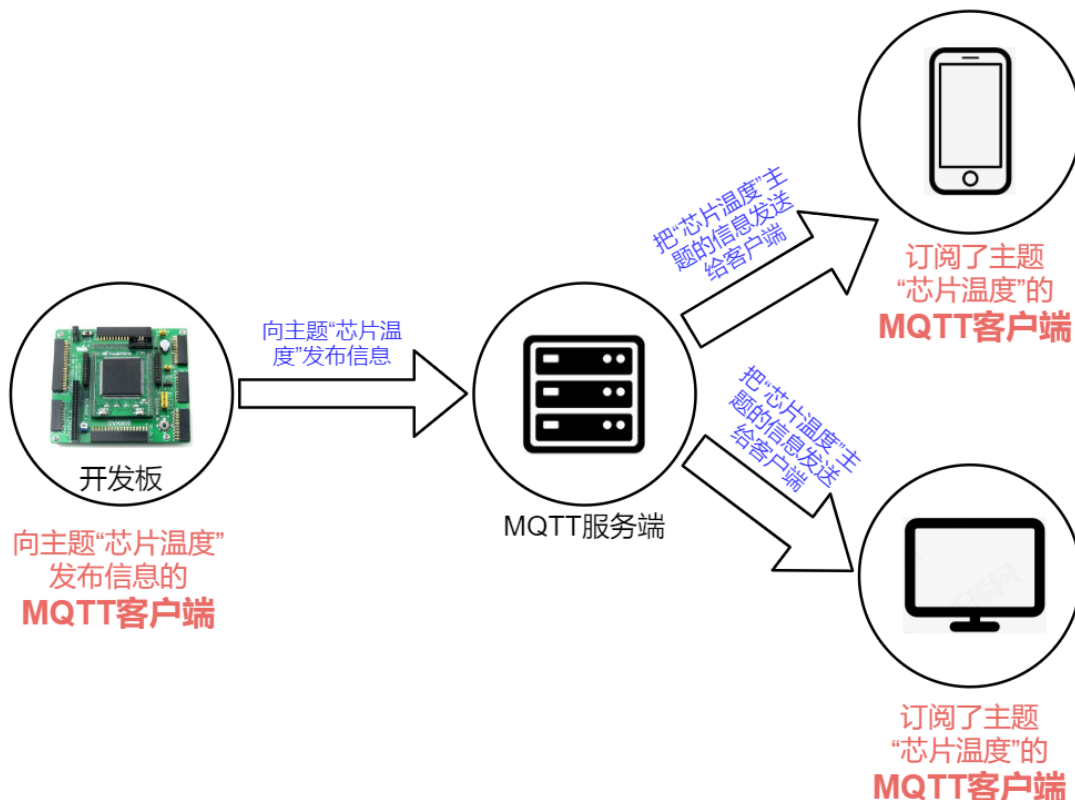 把“芯片温度”主
题的信息发送
给客户端
订阅了主题
“芯片温度”的
MQTT客户端
向主题“芯片温
度”发布信息
开发板
向主题“芯片温度”
发布信息的
MQTT客户端
MQTT服务端
把“芯片温度”主
题的信息发送
给客户端
订阅了主题
“芯片温度”的
MQTT客户端